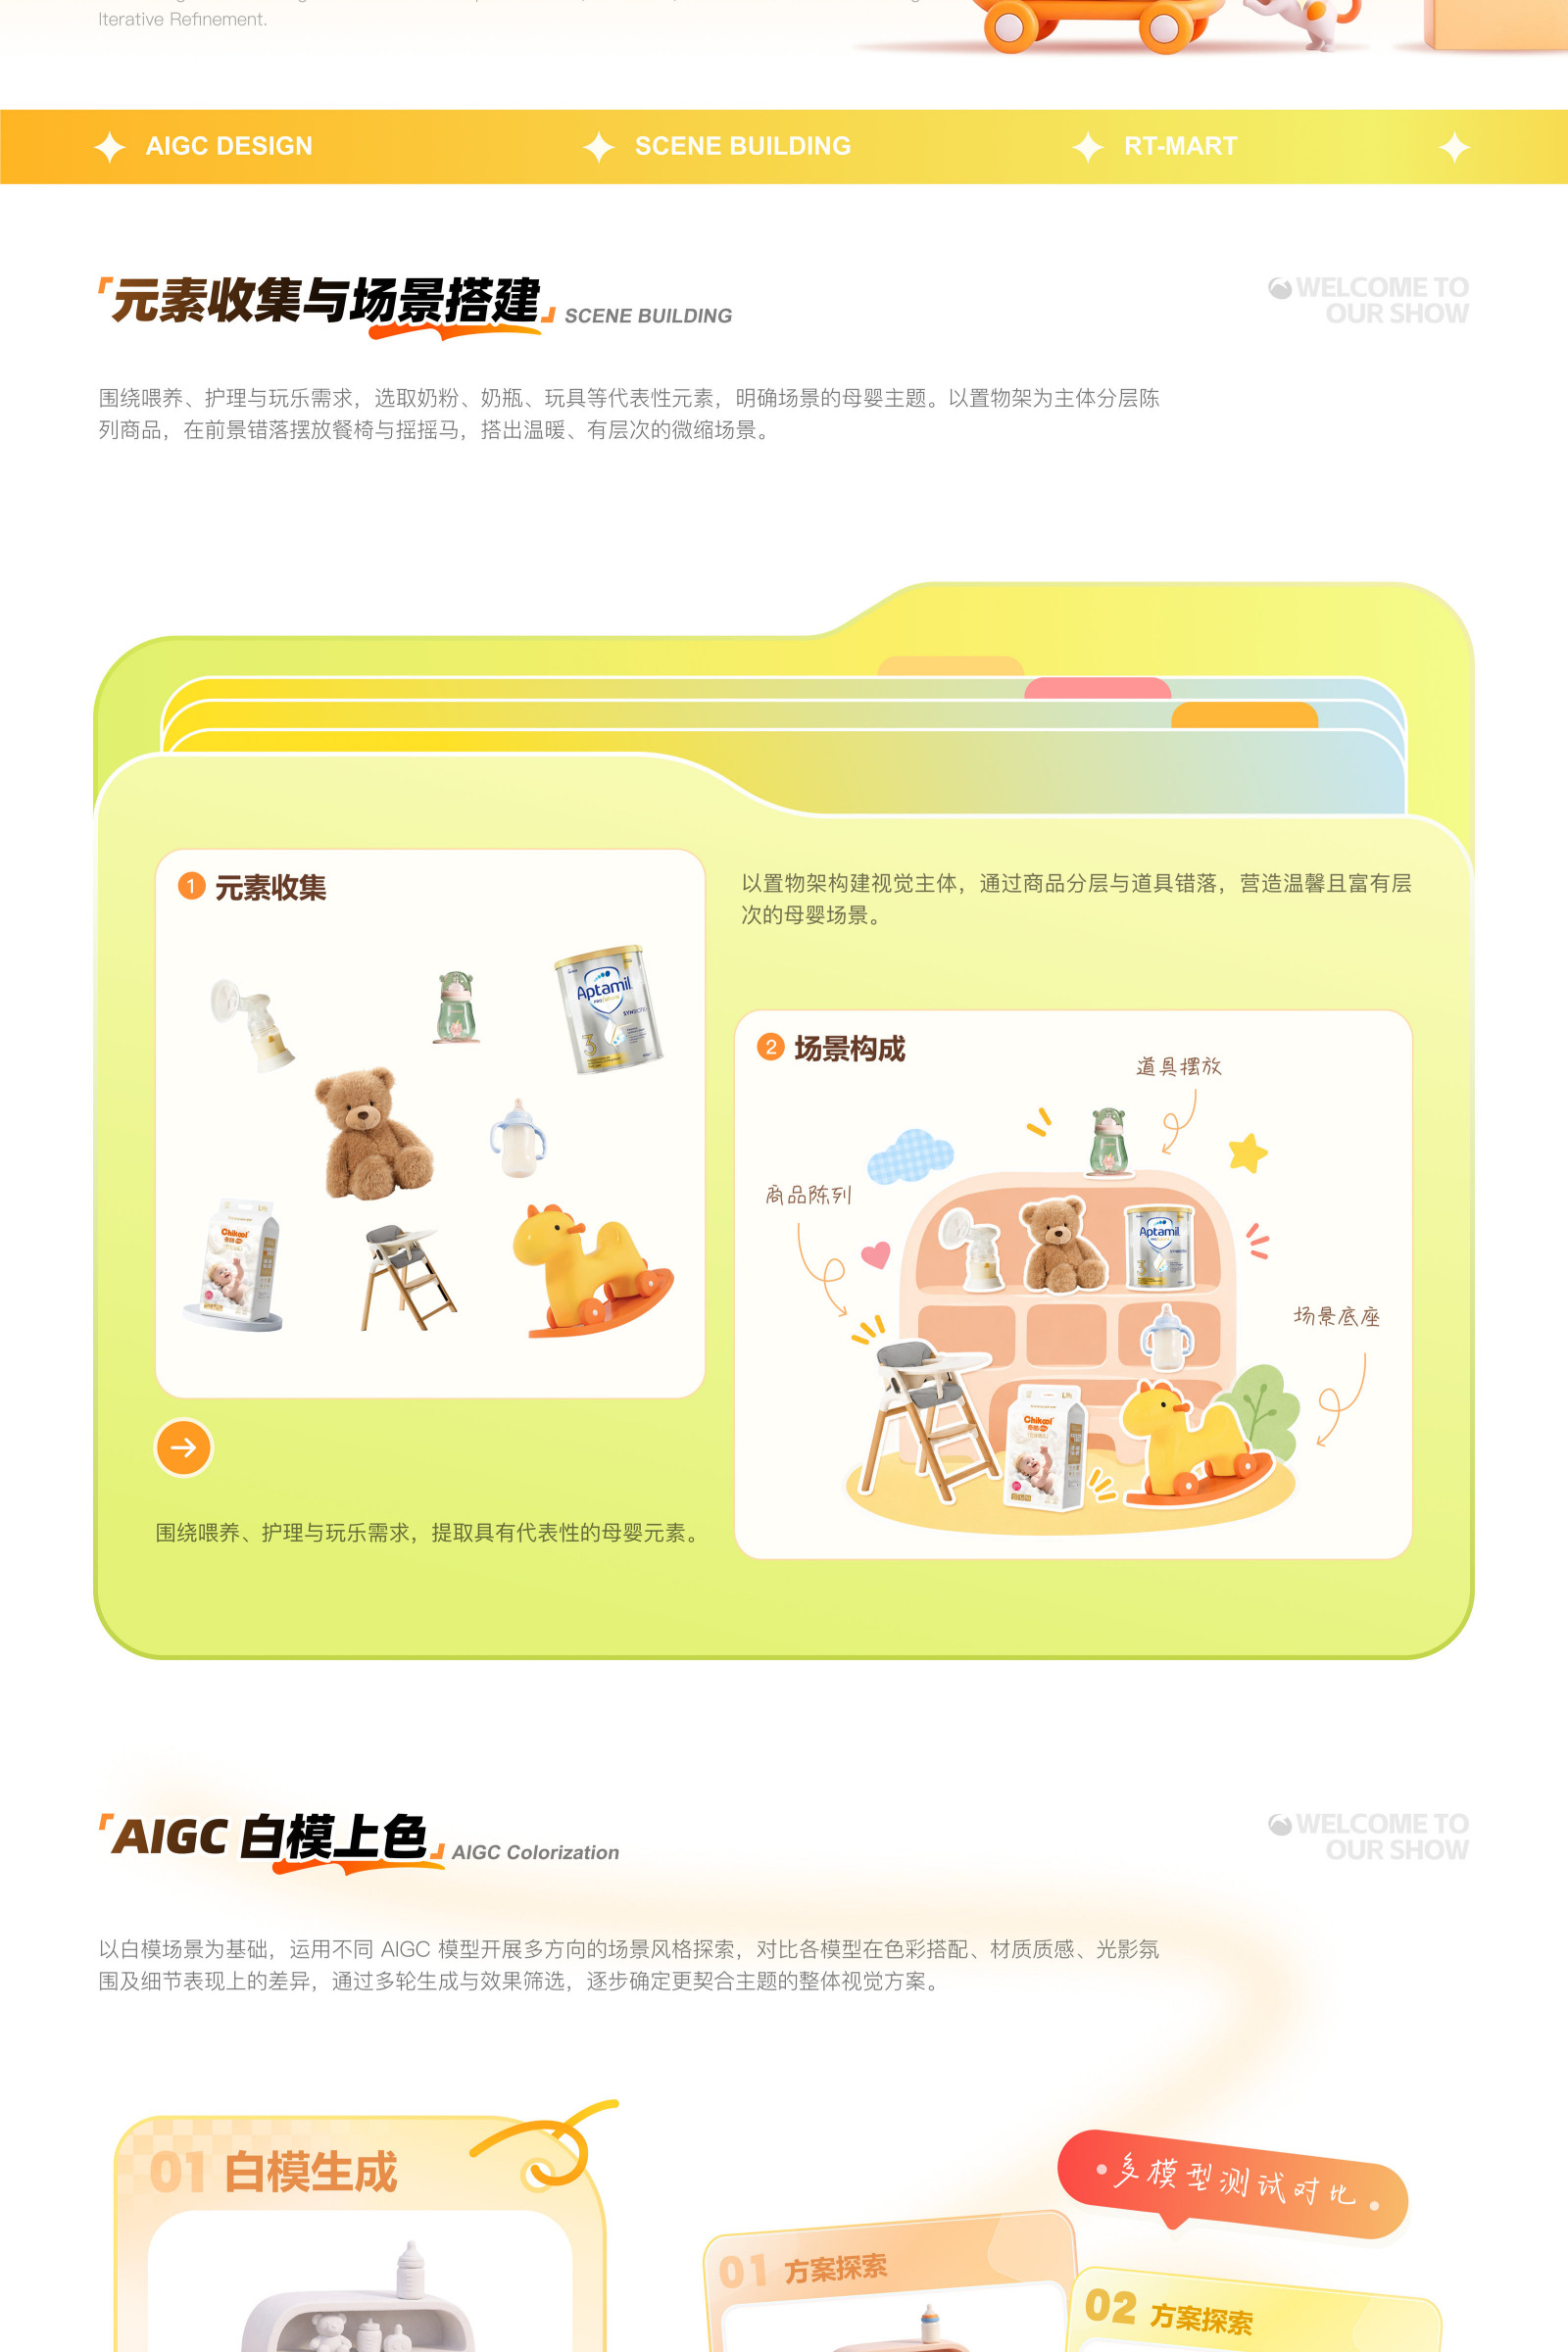 Iterative Refinement.
AIGC DESIGN
SCENE BUILDING
RT-MART
「元素收集与场景搭建」
SCENE BUILDING
WELCOME TO
OUR SHOW
围绕喂养、护理与玩乐需求，选取奶粉、奶瓶、玩具等代表性元素，明确场景的母婴主题。以置物架为主体分层陈
列商品，在前景错落摆放餐椅与摇摇马，搭出温暖、有层次的微缩场景。
1 元素收集
Aptamil
3
Chikool
围绕喂养、护理与玩乐需求，提取具有代表性的母婴元素。
以置物架构建视觉主体，通过商品分层与道具错落，营造温馨且富有层
次的母婴场景。
2 场景构成
道具摆放
商品陈列
Aptamil
3
场景底座
Chikool
「AIGC 白模上色」
AIGC Colorization
WELCOME TO
OUR SHOW
以白模场景为基础，运用不同 AIGC 模型开展多方向的场景风格探索，对比各模型在色彩搭配、材质质感、光影氛
围及细节表现上的差异，通过多轮生成与效果筛选，逐步确定更契合主题的整体视觉方案。
01 白模生成
多模型测试对比
01 方案探索
02 方案探索